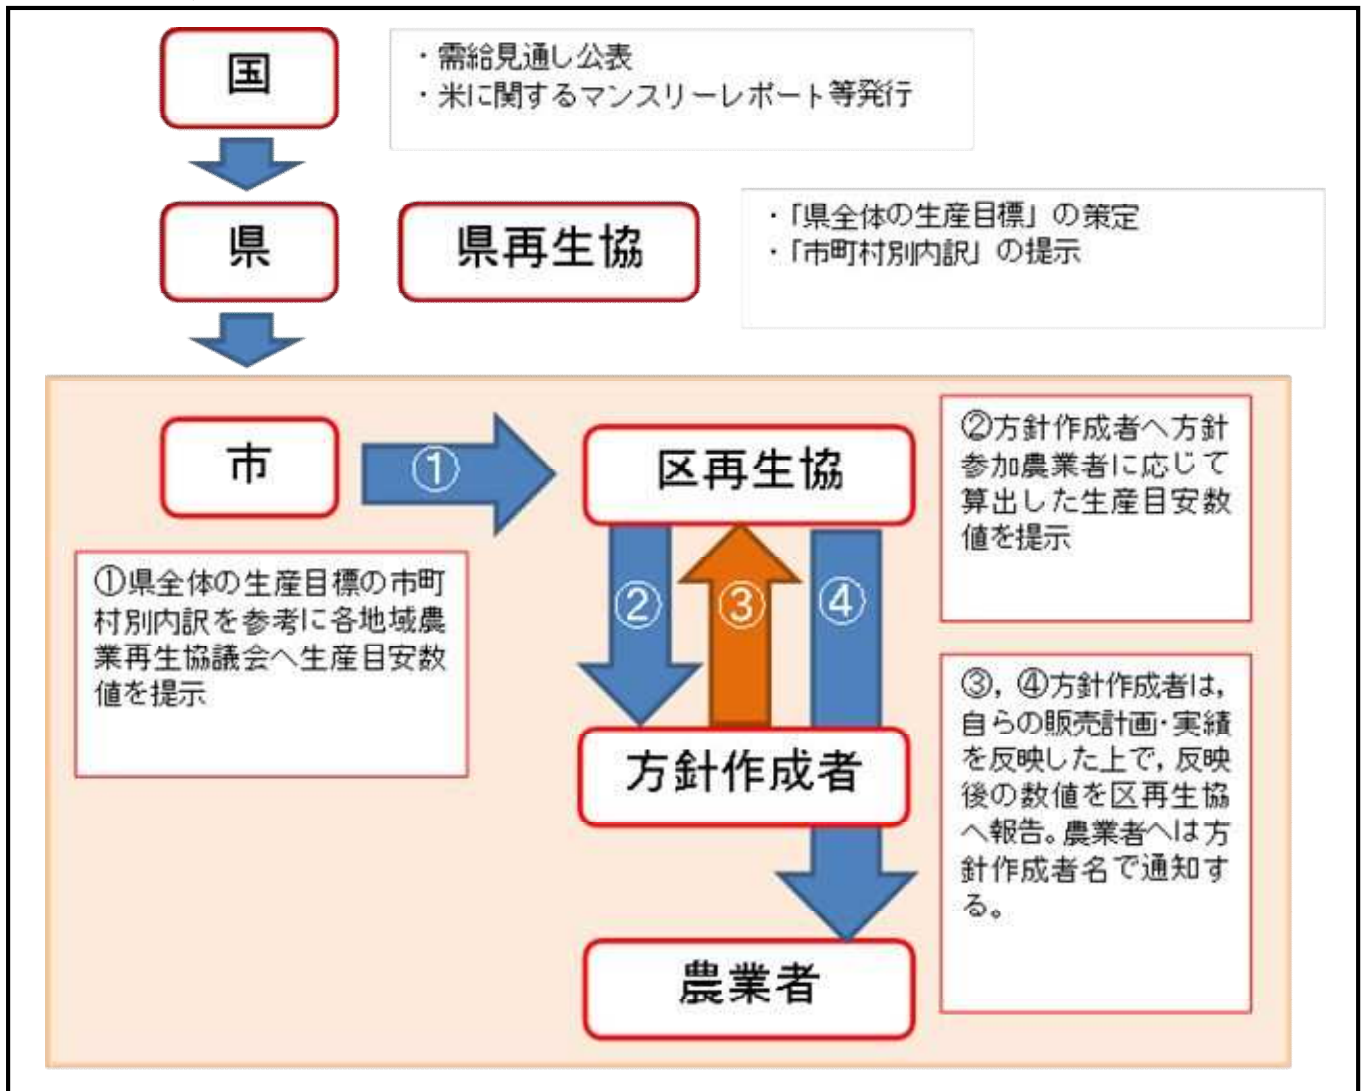 国
・需給見通し公表
・米に関するマンスリーレポート等発行
県
県再生協
・「県全体の生産目標」の策定
・「市町村別内訳」の提示
市
①
区再生協
②方針作成者へ方針
参加農業者に応じて
算出した生産目安数
値を提示
①県全体の生産目標の市町
村別内訳を参考に各地域農
業再生協議会へ生産目安数
値を提示
②
③
④
方針作成者
③，④方針作成者は，
自らの販売計画・実績
を反映した上で，反映
後の数値を区再生協
へ報告。農業者へは方
針作成者名で通知す
る。
農業者